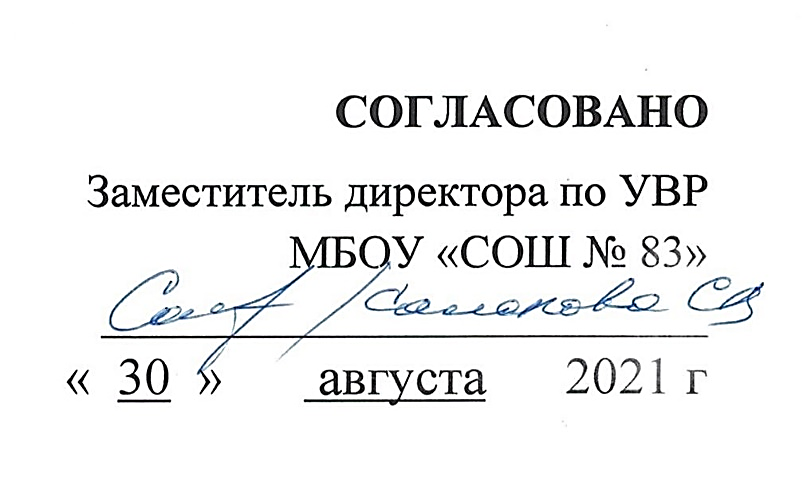 СОГЛАСОВАНО
Заместитель директора по УВР
МБОУ «СОШ № 83»
« 30 » августа 2021 г